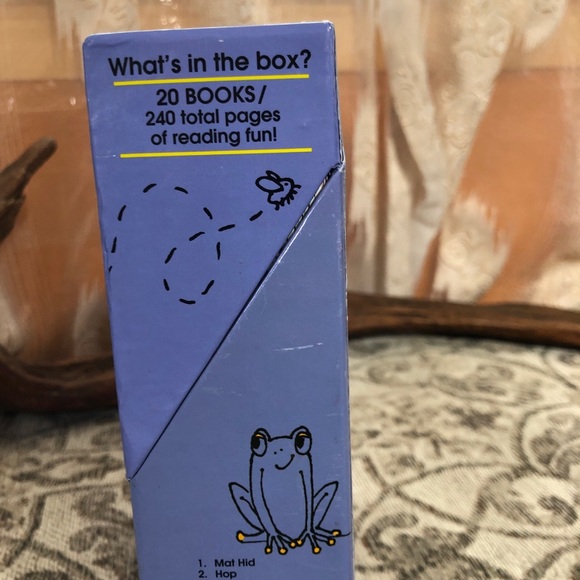 What's in the box?
20 BOOKS/
240 total pages
of reading fun!
1. Mat Hid
2. Hop